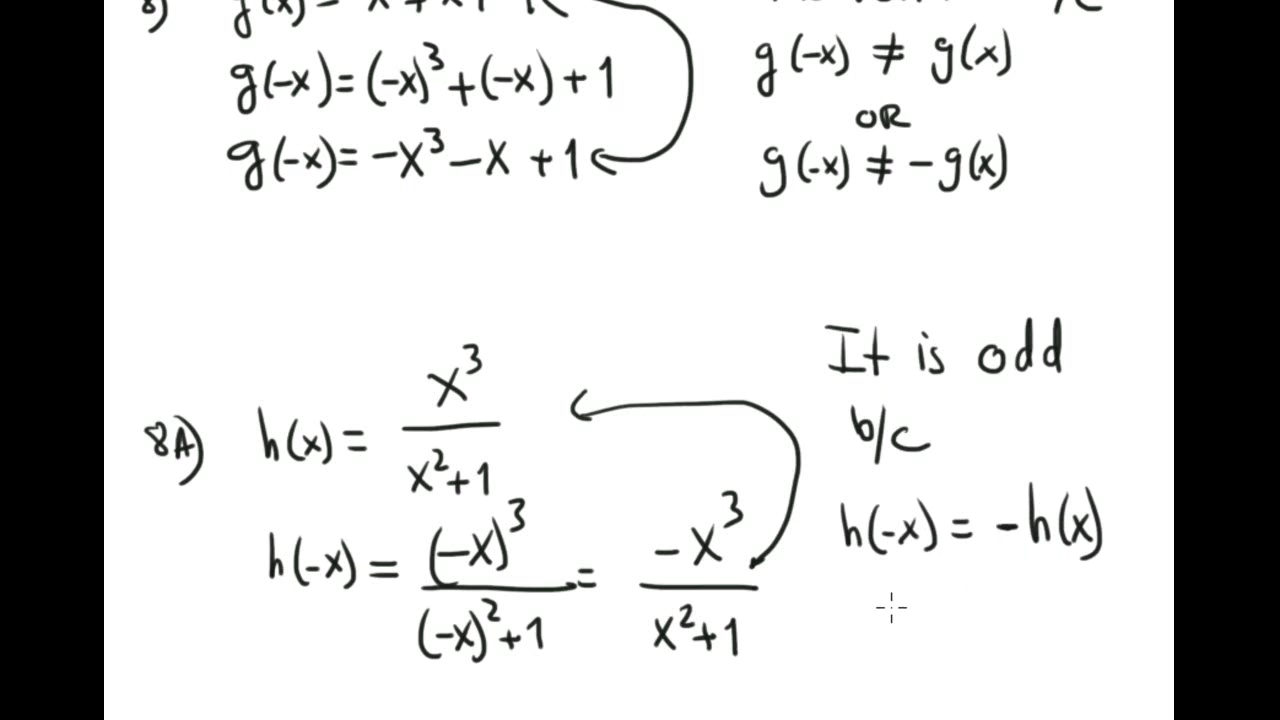 g(-x) = (-x)³ + (-x) + 1
g(-x) = -x³ - x + 1
g(-x) ≠ g(x)
OR
g(-x) ≠ -g(x)
8A) h(x) = x³ / x²+1
h(-x) = (-x)³ / (-x)²+1 = -x³ / x²+1
It is odd
b/c
h(-x) = -h(x)